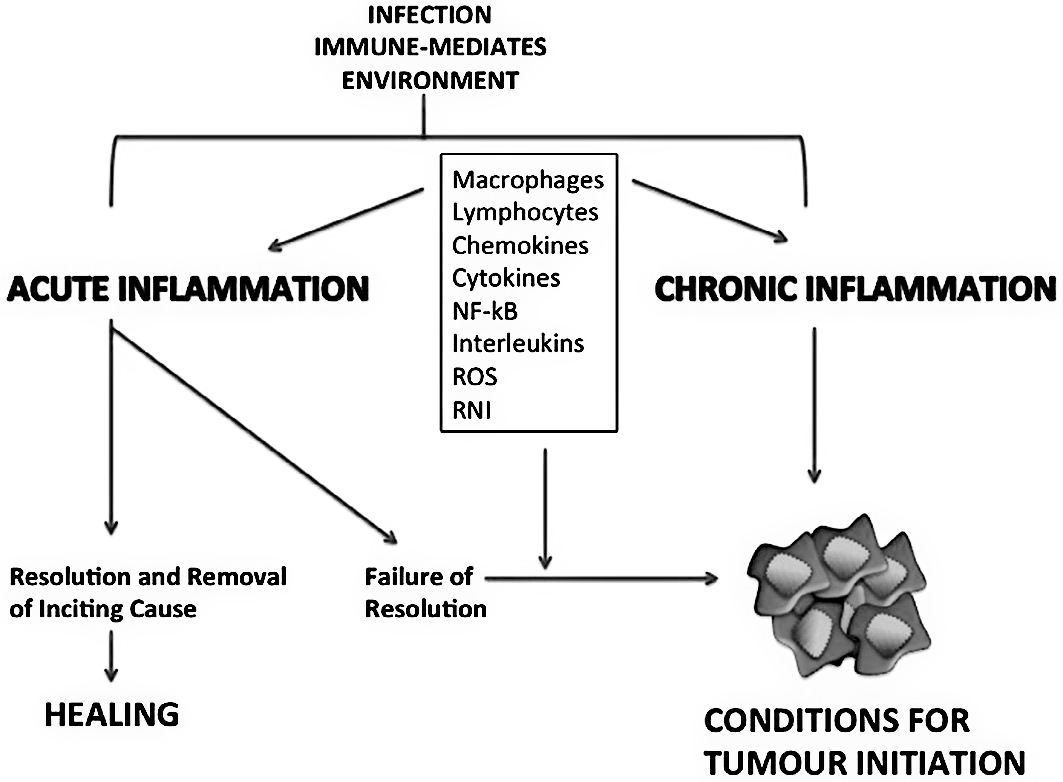 INFECTION
IMMUNE-MEDIATES
ENVIRONMENT
Macrophages
Lymphocytes
Chemokines
Cytokines
NF-kB
Interleukins
ROS
RNI
ACUTE INFLAMMATION
CHRONIC INFLAMMATION
Resolution and Removal
of Inciting Cause
Failure of
Resolution
HEALING
CONDITIONS FOR
TUMOUR INITIATION